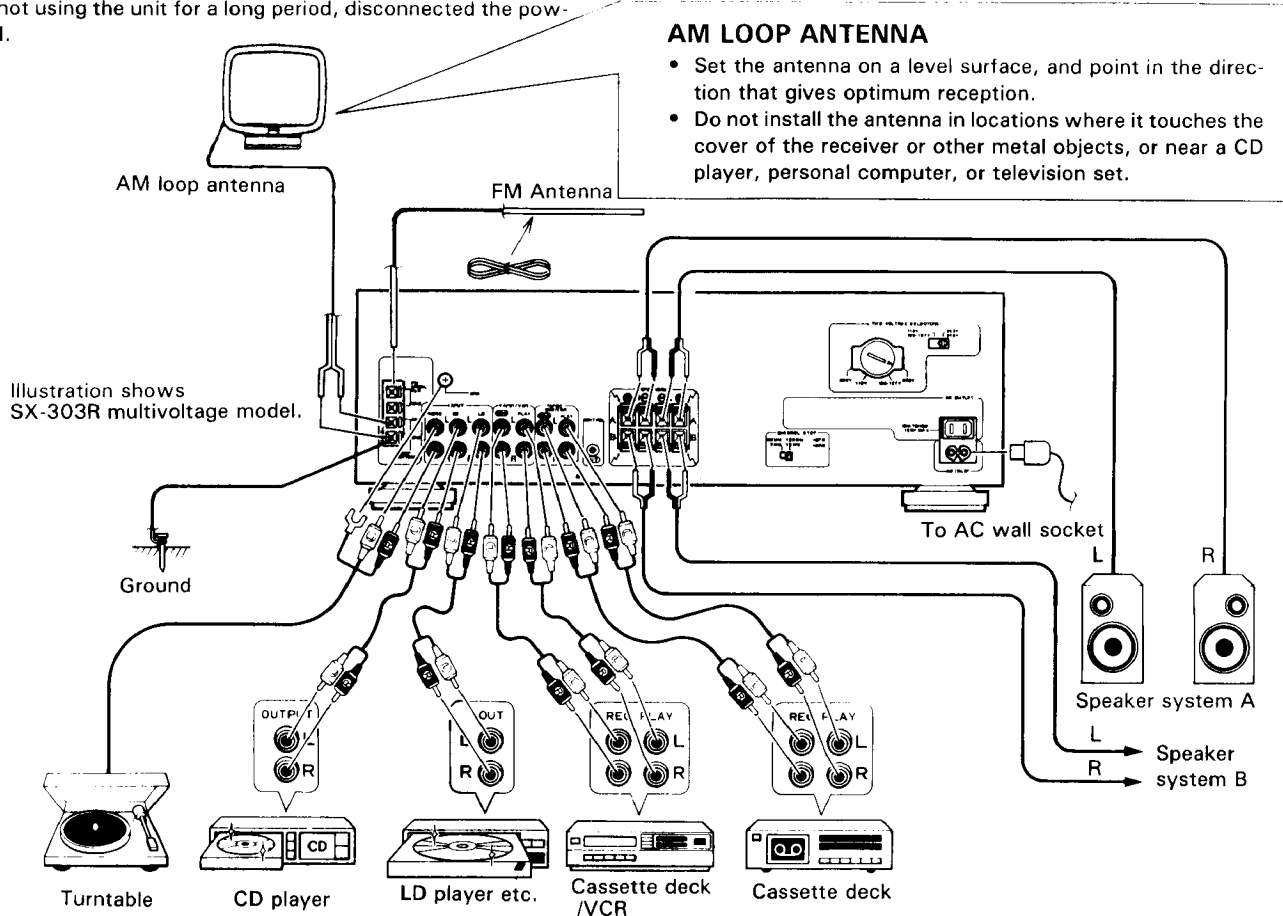 not using the unit for a long period, disconnected the pow-
l.
AM LOOP ANTENNA
• Set the antenna on a level surface, and point in the direc-
tion that gives optimum reception.
• Do not install the antenna in locations where it touches the
cover of the receiver or other metal objects, or near a CD
player, personal computer, or television set.
AM loop antenna
FM Antenna
Illustration shows
SX-303R multivoltage model.
Ground
To AC wall socket
L
R
Speaker system A
L
R
Speaker
system B
A
B
A
B
L
R
OUTPUT
L
R
OUT
L
R
REC PLAY
L
R
REC PLAY
L
R
CD
Turntable
CD player
LD player etc.
Cassette deck
/VCR
Cassette deck